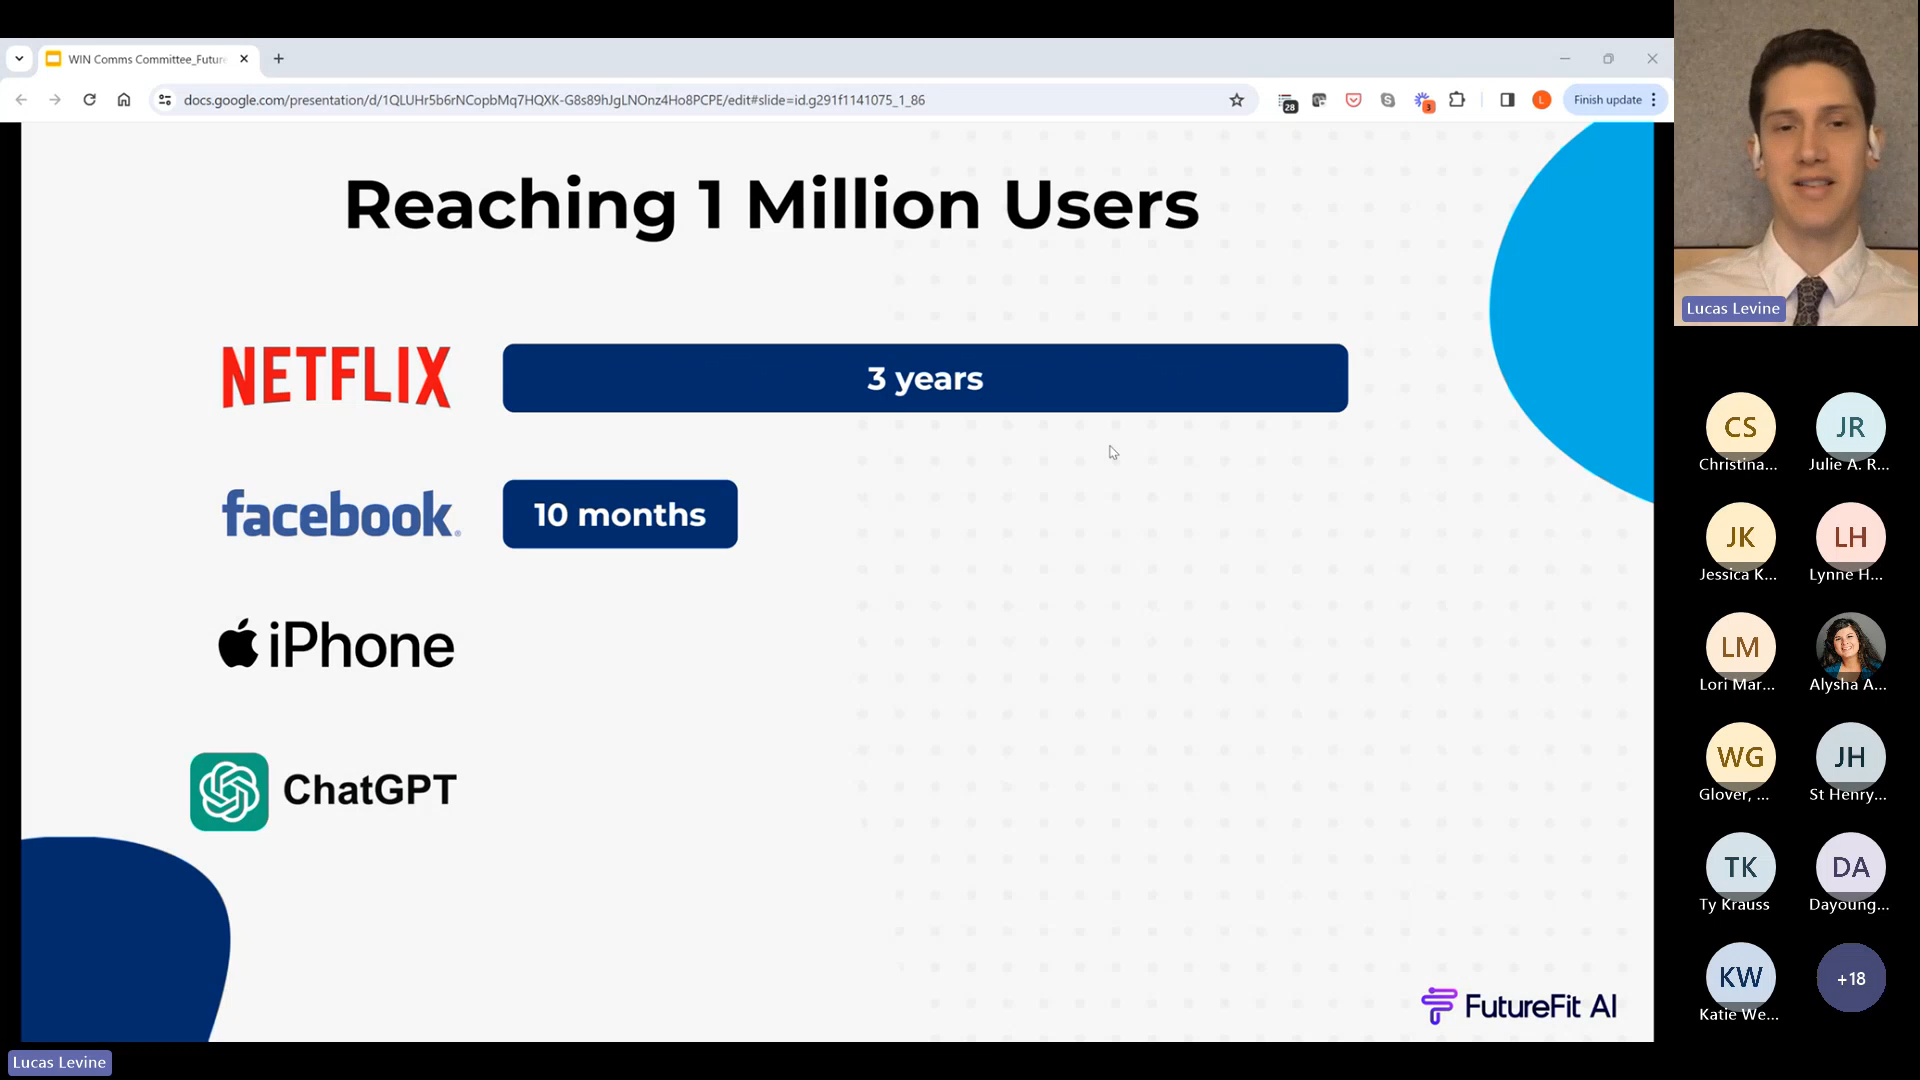 WIN Comms Committee_Future
docs.google.com/presentation/d/1QLUHr5b6rNCopbMq7HQXK-G8s89hJgLNOnz4Ho8PCPE/edit#slide=id.g291f1141075_1_86
28
3
L
Finish update
Reaching 1 Million Users
NETFLIX
3 years
facebook
10 months
iPhone
ChatGPT
FutureFit AI
Lucas Levine
Lucas Levine
CS
Christina...
JR
Julie A. R...
JK
Jessica K...
LH
Lynne H...
LM
Lori Mar...
Alysha A...
WG
Glover, ...
JH
St Henry...
TK
Ty Krauss
DA
Dayoung...
KW
Katie We...
+18